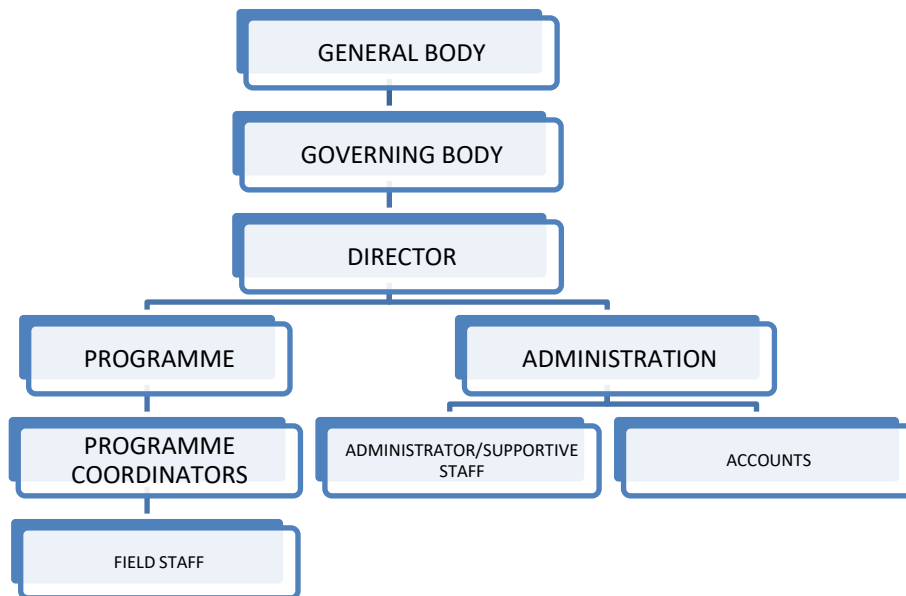 GENERAL BODY
GOVERNING BODY
DIRECTOR
PROGRAMME
ADMINISTRATION
PROGRAMME
COORDINATORS
ADMINISTRATOR/SUPPORTIVE
STAFF
ACCOUNTS
FIELD STAFF